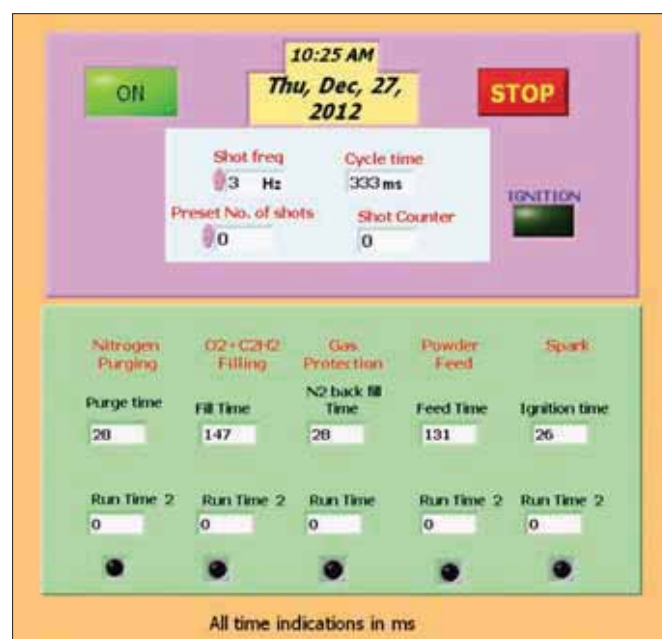 10:25 AM
ON
Thu, Dec, 27,
2012
STOP
Shot freq
Cycle time
3 Hz
333 ms
IGNITION
Preset No. of shots
Shot Counter
0
0
Nitrogen
Purging
O2+C2H2
Filling
Gas
Protection
Powder
Feed
Spark
Purge time
Fill Time
N2 back fill
Time
Feed Time
Ignition time
28
147
28
131
26
Run Time 2
Run Time 2
Run Time
Run Time 2
Run Time 2
0
0
0
0
0
All time indications in ms